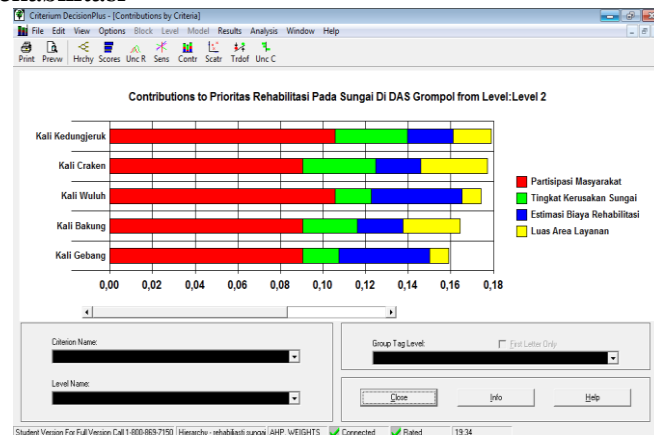 Criterium DecisionPlus - [Contributions by Criteria]
File Edit View Options Block Level Model Results Analysis Window Help
Print Prevw Hrchy Scores Unc R Sens Contr Scatr Trdof Unc C
Contributions to Prioritas Rehabilitasi Pada Sungai Di DAS Grompol from Level:Level 2
Kali Kedungjeruk
Kali Craken
Kali Wuluh
Kali Bakung
Kali Gebang
Partisipasi Masyarakat
Tingkat Kerusakan Sungai
Estimasi Biaya Rehabilitasi
Luas Area Layanan
0,00 0,02 0,04 0,06 0,08 0,10 0,12 0,14 0,16 0,18
Criterion Name:
Group Tag Level:
First Letter Only
Level Name:
Close Info Help
Student Version For Full Version Call 1-800-869-7150 Hierarchy - rehabiliasti sungai AHP, WEIGHTS Connected Rated 19:34